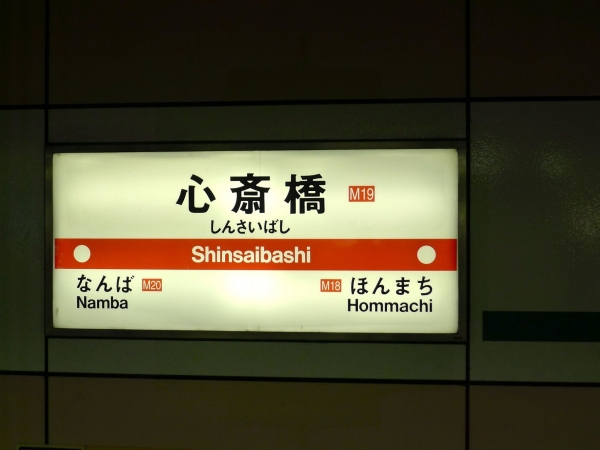 心斎橋 M19
しんさいばし
Shinsaibashi
なんば M20 M18 ほんまち
Namba Hommachi